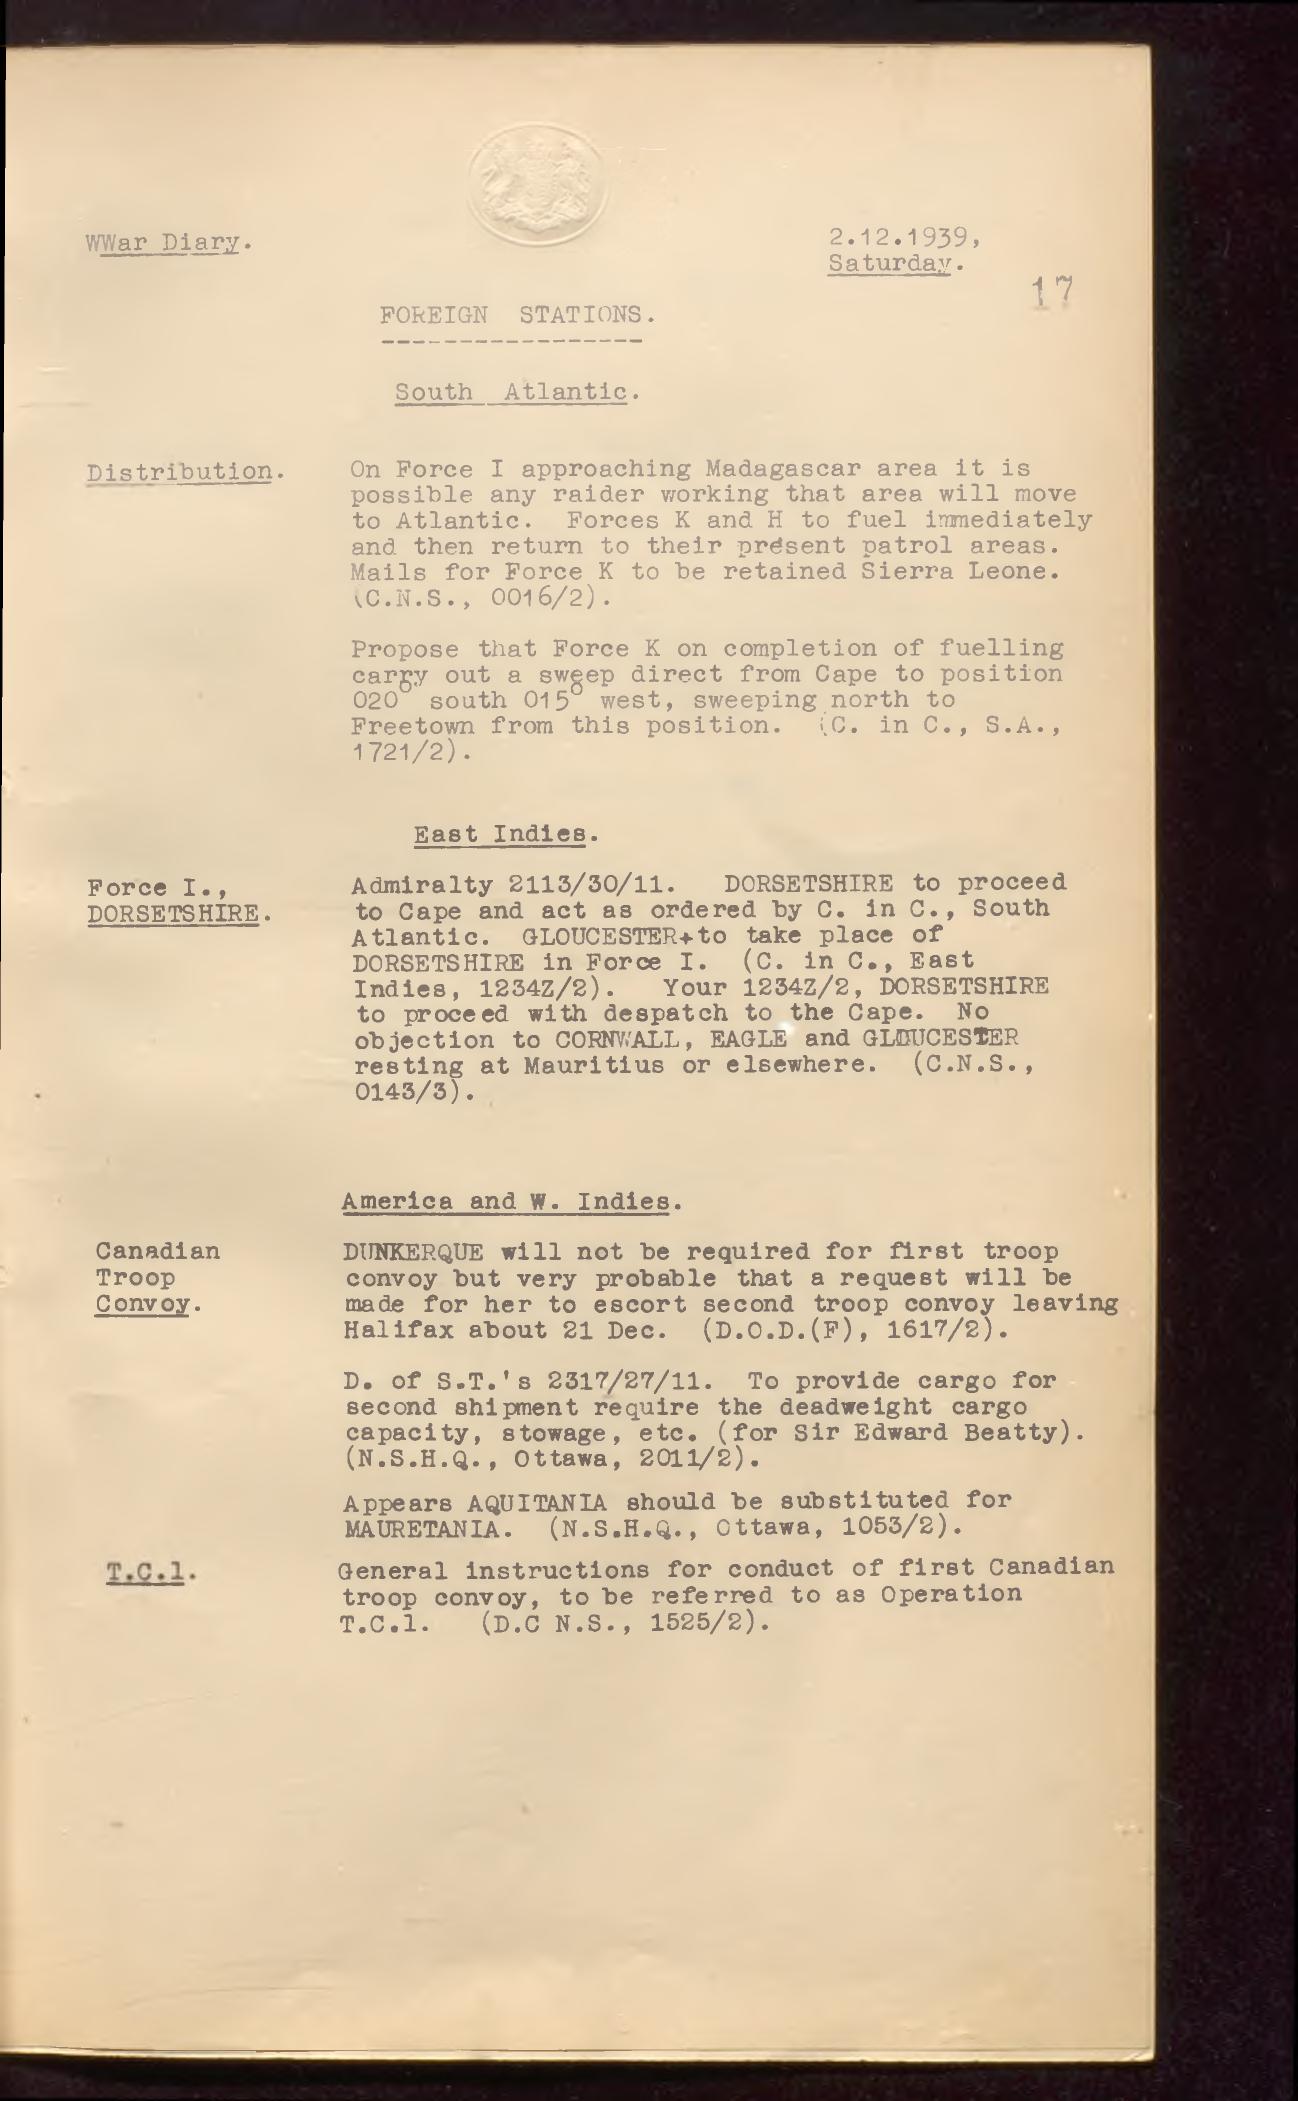 WWar Diary.
2.12.1939,
Saturday.
17
FOREIGN STATIONS.
-----------------
South Atlantic.
Distribution.
On Force I approaching Madagascar area it is
possible any raider working that area will move
to Atlantic. Forces K and H to fuel immediately
and then return to their present patrol areas.
Mails for Force K to be retained Sierra Leone.
(C.N.S., 0016/2).
Propose that Force K on completion of fuelling
carry out a sweep direct from Cape to position
020° south 015° west, sweeping north to
Freetown from this position. (C. in C., S.A.,
1721/2).
East Indies.
Force I.,
DORSETSHIRE.
Admiralty 2113/30/11. DORSETSHIRE to proceed
to Cape and act as ordered by C. in C., South
Atlantic. GLOUCESTER+to take place of
DORSETSHIRE in Force I. (C. in C., East
Indies, 1234Z/2). Your 1234Z/2, DORSETSHIRE
to proceed with despatch to the Cape. No
objection to CORNWALL, EAGLE and GLOUCESTER
resting at Mauritius or elsewhere. (C.N.S.,
0143/3).
America and W. Indies.
Canadian
Troop
Convoy.
DUNKERQUE will not be required for first troop
convoy but very probable that a request will be
made for her to escort second troop convoy leaving
Halifax about 21 Dec. (D.O.D.(F), 1617/2).
D. of S.T.'s 2317/27/11. To provide cargo for
second shipment require the deadweight cargo
capacity, stowage, etc. (for Sir Edward Beatty).
(N.S.H.Q., Ottawa, 2011/2).
Appears AQUITANIA should be substituted for
MAURETANIA. (N.S.H.Q., Ottawa, 1053/2).
T.C.1.
General instructions for conduct of first Canadian
troop convoy, to be referred to as Operation
T.C.1. (D.C N.S., 1525/2).